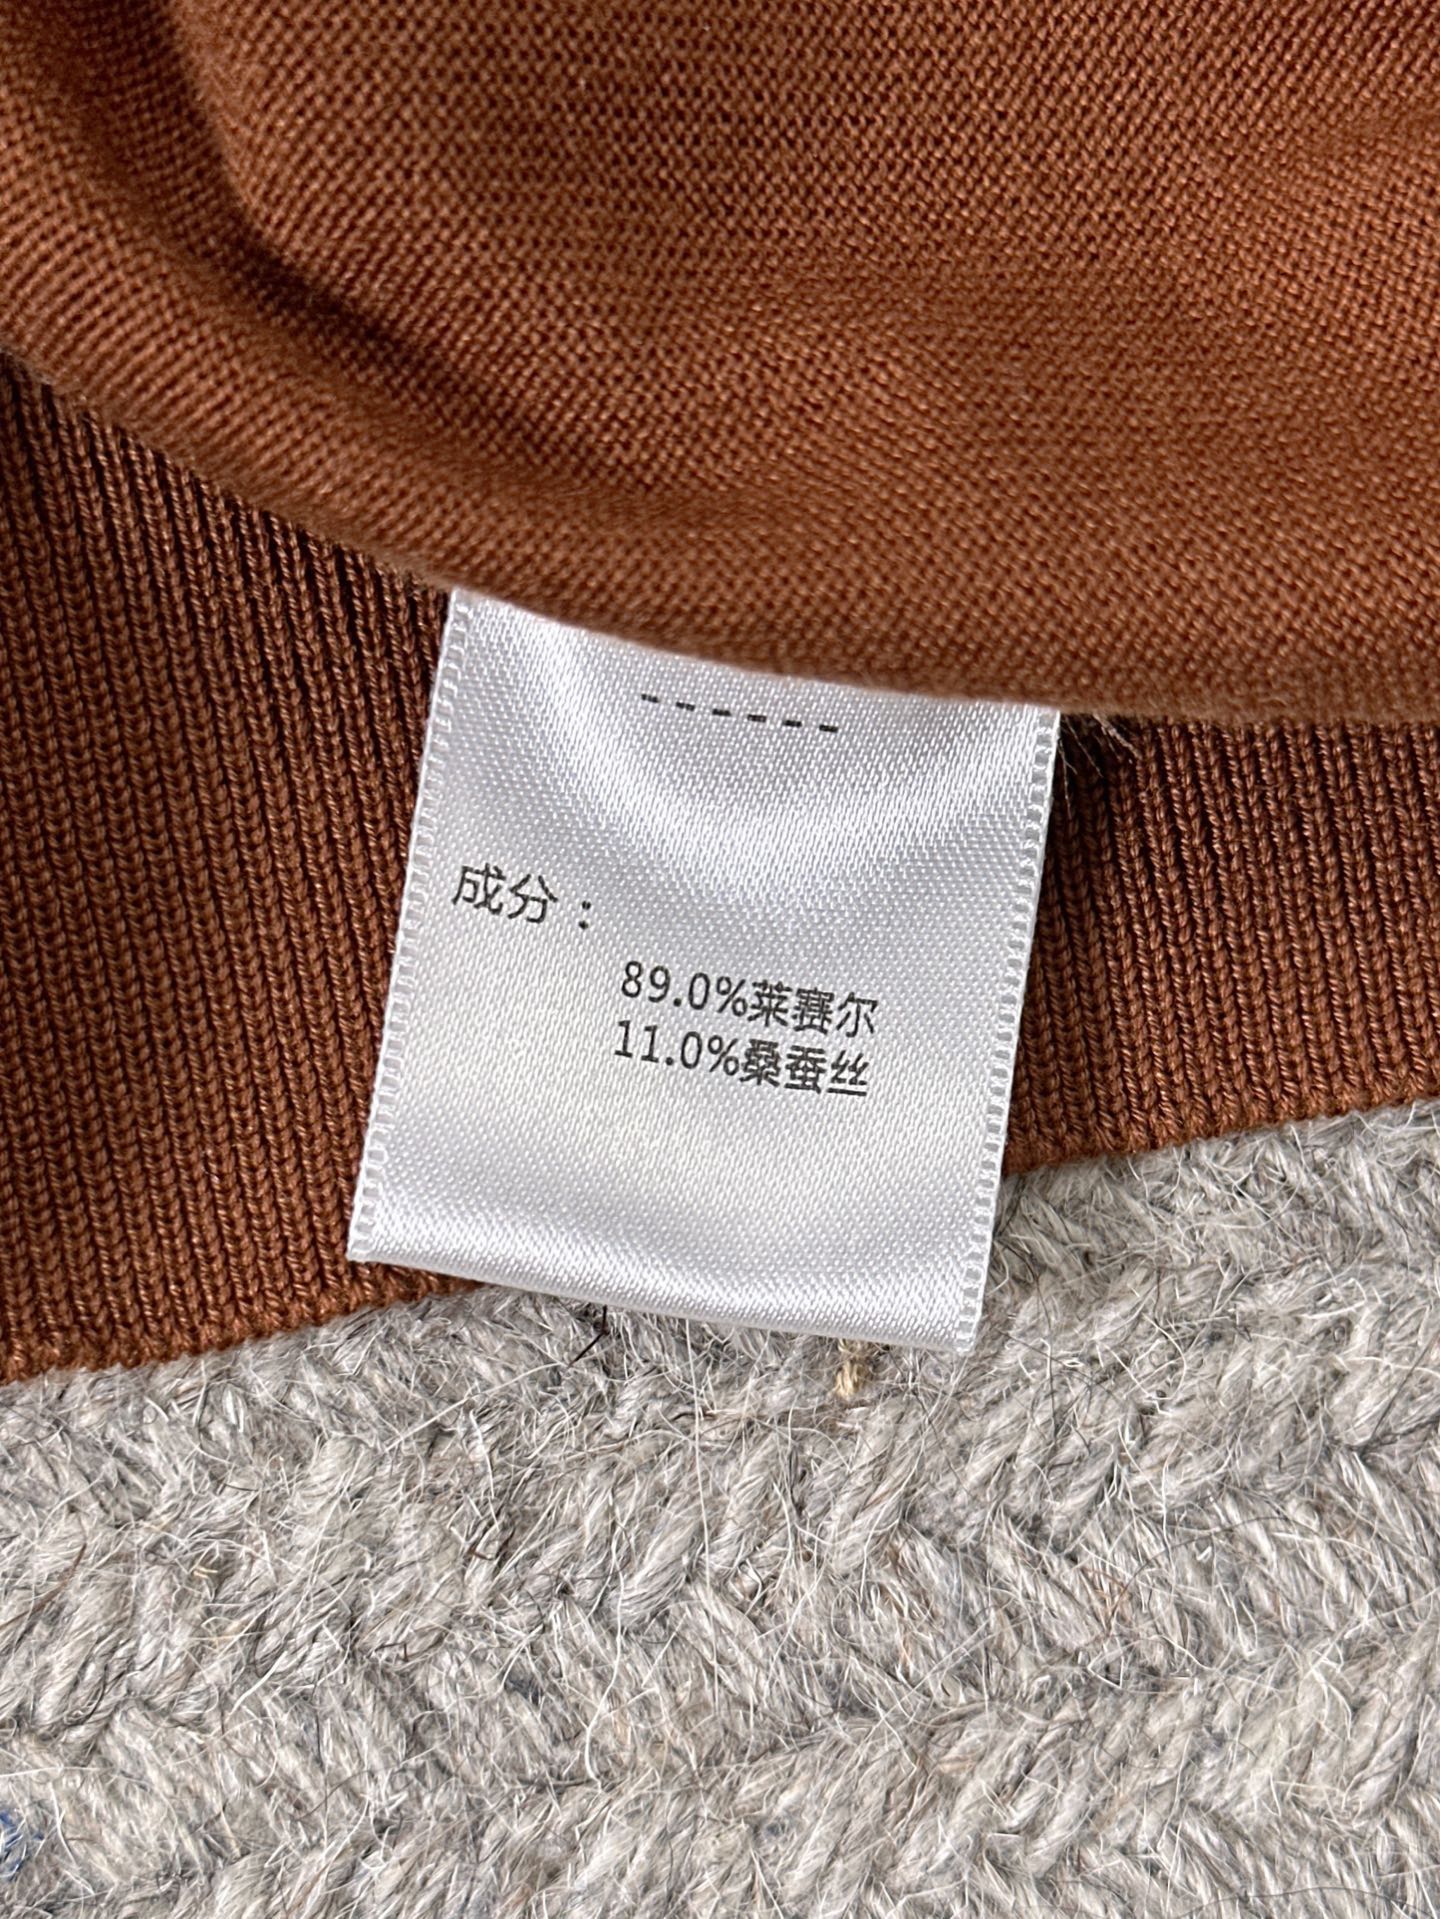 ------
成分：
89.0%莱赛尔
11.0%桑蚕丝